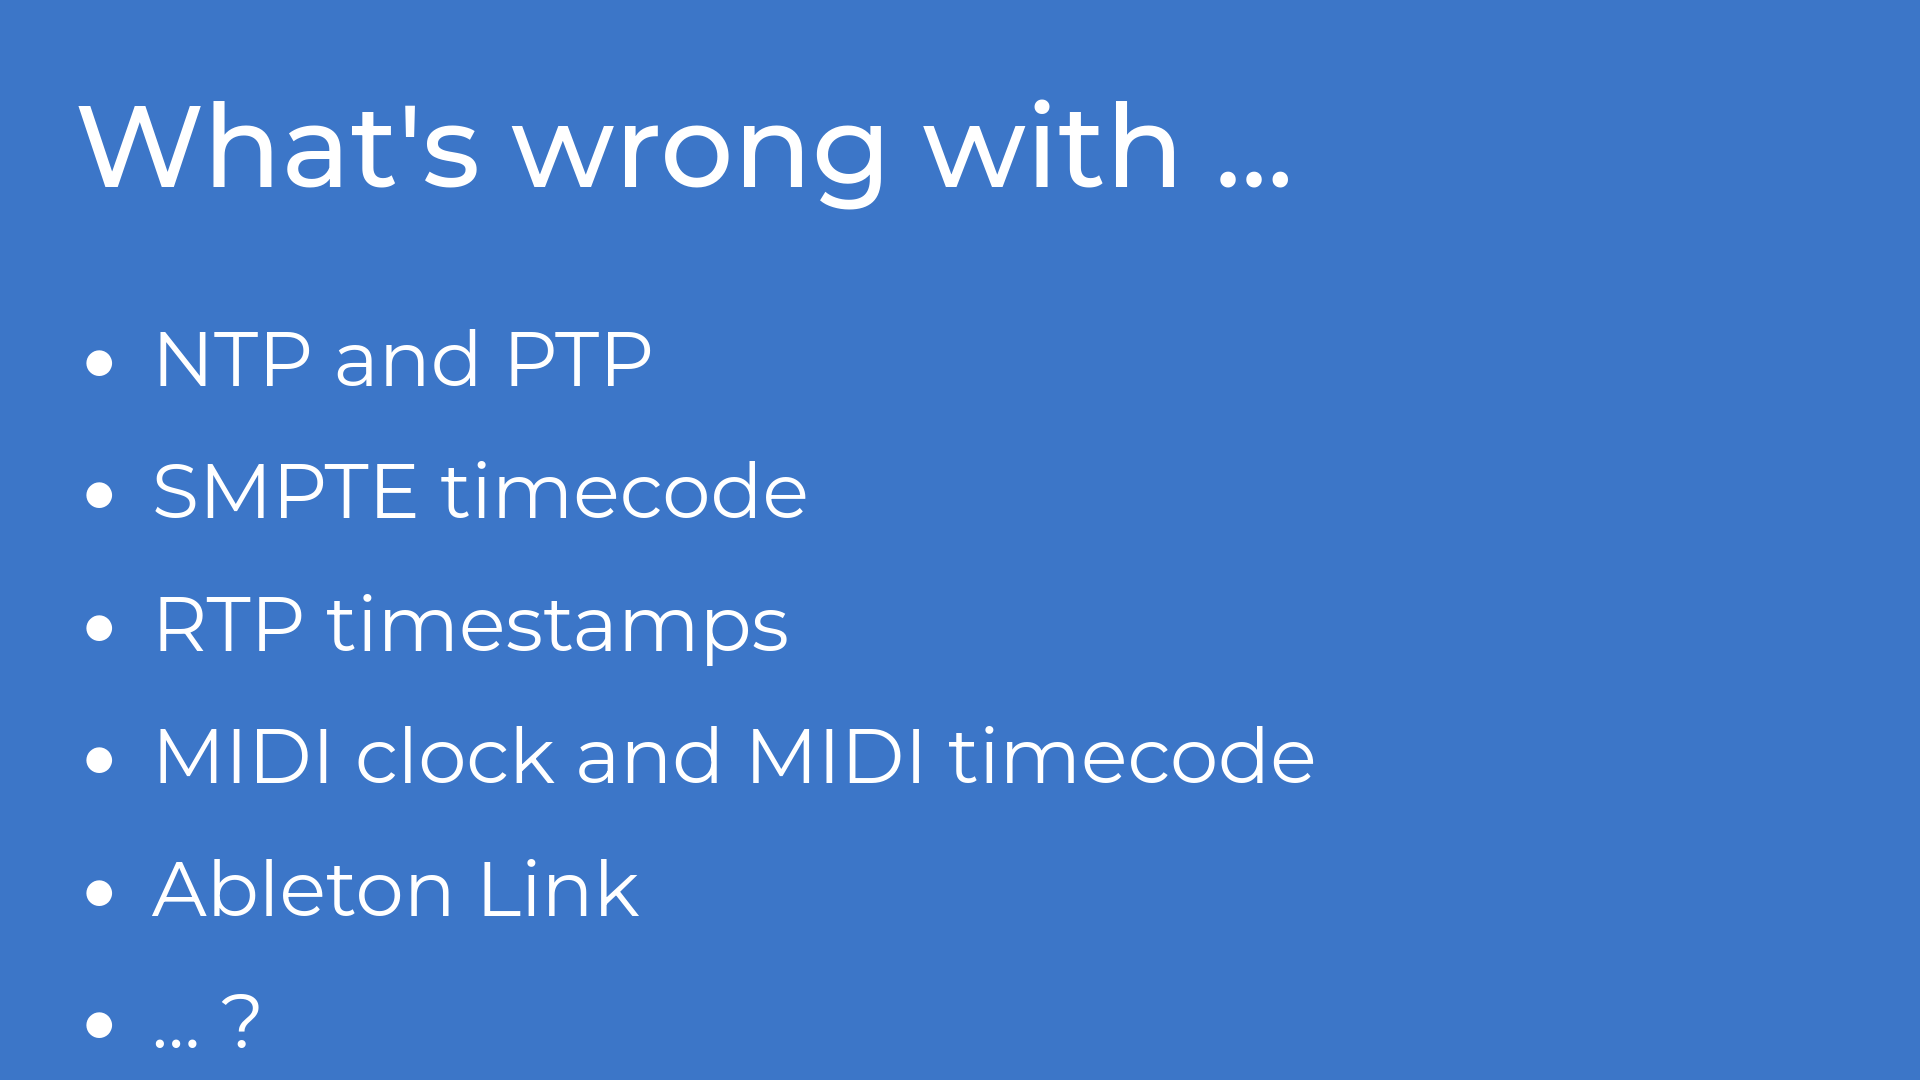 What's wrong with ...
• NTP and PTP
• SMPTE timecode
• RTP timestamps
• MIDI clock and MIDI timecode
• Ableton Link
• ... ?